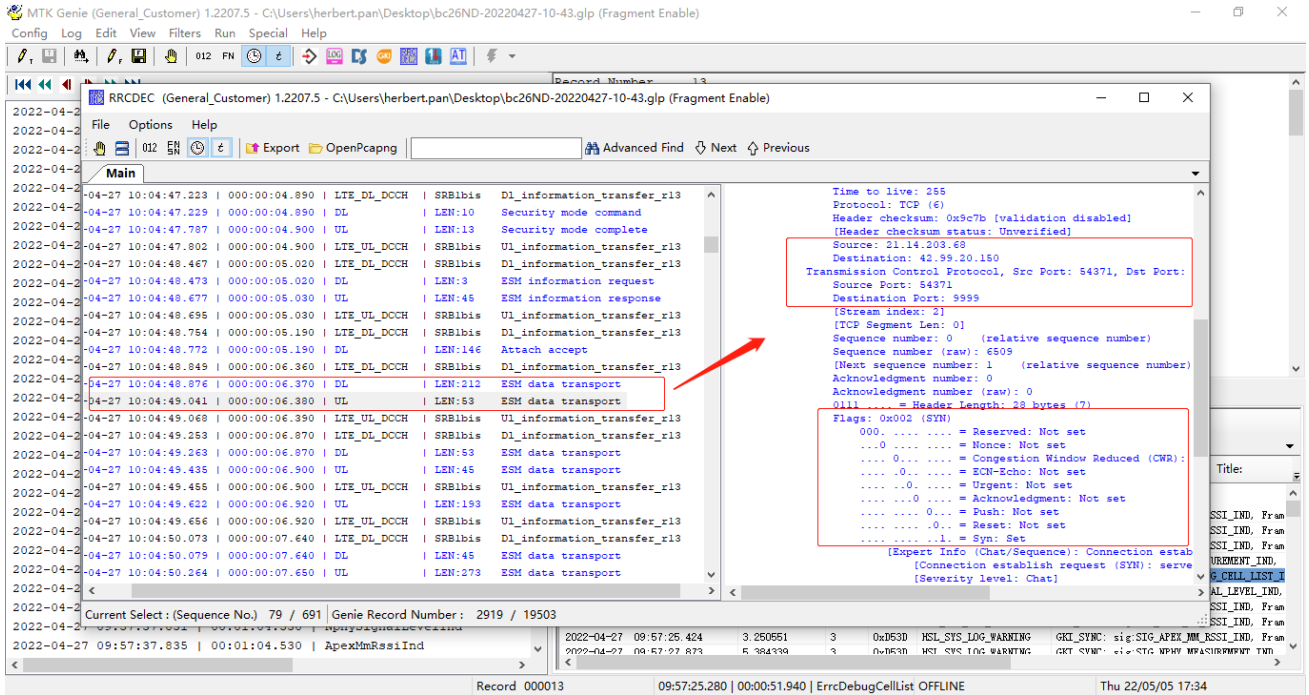 MTK Genie (General_Customer) 1.2207.5 - C:\Users\herbert.pan\Desktop\bc26ND-20220427-10-43.glp (Fragment Enable)
Config Log Edit View Filters Run Special Help
012 FN
Record Number 13
RRCDEC (General_Customer) 1.2207.5 - C:\Users\herbert.pan\Desktop\bc26ND-20220427-10-43.glp (Fragment Enable)
File Options Help
012 Export OpenPcapng Advanced Find Next Previous
Main
-04-27 10:04:47.223 | 000:00:04.890 | LTE_DL_DCCH | SRB1bis Dl_information_transfer_r13
-04-27 10:04:47.229 | 000:00:04.890 | DL | LEN:10 Security mode command
-04-27 10:04:47.787 | 000:00:04.900 | UL | LEN:13 Security mode complete
-04-27 10:04:47.802 | 000:00:04.900 | LTE_UL_DCCH | SRB1bis Ul_information_transfer_r13
-04-27 10:04:48.467 | 000:00:05.020 | LTE_DL_DCCH | SRB1bis Dl_information_transfer_r13
-04-27 10:04:48.473 | 000:00:05.020 | DL | LEN:3 ESM information request
-04-27 10:04:48.677 | 000:00:05.030 | UL | LEN:45 ESM information response
-04-27 10:04:48.695 | 000:00:05.030 | LTE_UL_DCCH | SRB1bis Ul_information_transfer_r13
-04-27 10:04:48.754 | 000:00:05.190 | LTE_DL_DCCH | SRB1bis Dl_information_transfer_r13
-04-27 10:04:48.772 | 000:00:05.190 | DL | LEN:146 Attach accept
-04-27 10:04:48.849 | 000:00:06.360 | LTE_DL_DCCH | SRB1bis Dl_information_transfer_r13
-04-27 10:04:48.876 | 000:00:06.370 | DL | LEN:212 ESM data transport
-04-27 10:04:49.041 | 000:00:06.380 | UL | LEN:53 ESM data transport
-04-27 10:04:49.068 | 000:00:06.390 | LTE_UL_DCCH | SRB1bis Ul_information_transfer_r13
-04-27 10:04:49.253 | 000:00:06.870 | LTE_DL_DCCH | SRB1bis Dl_information_transfer_r13
-04-27 10:04:49.263 | 000:00:06.870 | DL | LEN:53 ESM data transport
-04-27 10:04:49.435 | 000:00:06.900 | UL | LEN:45 ESM data transport
-04-27 10:04:49.455 | 000:00:06.900 | LTE_UL_DCCH | SRB1bis Ul_information_transfer_r13
-04-27 10:04:49.622 | 000:00:06.920 | UL | LEN:193 ESM data transport
-04-27 10:04:49.656 | 000:00:06.920 | LTE_UL_DCCH | SRB1bis Ul_information_transfer_r13
-04-27 10:04:50.073 | 000:00:07.640 | LTE_DL_DCCH | SRB1bis Dl_information_transfer_r13
-04-27 10:04:50.079 | 000:00:07.640 | DL | LEN:45 ESM data transport
-04-27 10:04:50.264 | 000:00:07.650 | UL | LEN:273 ESM data transport
Time to live: 255
Protocol: TCP (6)
Header checksum: 0x9c7b [validation disabled]
[Header checksum status: Unverified]
Source: 21.14.203.68
Destination: 42.99.20.150
Transmission Control Protocol, Src Port: 54371, Dst Port:
Source Port: 54371
Destination Port: 9999
[Stream index: 2]
[TCP Segment Len: 0]
Sequence number: 0 (relative sequence number)
Sequence number (raw): 6509
[Next sequence number: 1 (relative sequence number)
Acknowledgment number: 0
Acknowledgment number (raw): 0
0111 .... = Header Length: 28 bytes (7)
Flags: 0x002 (SYN)
000. .... .... = Reserved: Not set
...0 .... .... = Nonce: Not set
.... 0... .... = Congestion Window Reduced (CWR):
.... .0.. .... = ECN-Echo: Not set
.... ..0. .... = Urgent: Not set
.... ...0 .... = Acknowledgment: Not set
.... .... 0... = Push: Not set
.... .... .0.. = Reset: Not set
.... .... ..1. = Syn: Set
[Expert Info (Chat/Sequence): Connection estab
[Connection establish request (SYN): serve
[Severity level: Chat]
Current Select : (Sequence No.) 79 / 691 Genie Record Number : 2919 / 19503
Title:
SSI_IND, Fram
SSI_IND, Fram
SSI_IND, Fram
UREMENT_IND,
G_CELL_LIST_I
AL_LEVEL_IND,
SSI_IND, Fram
2022-04-27 09:57:37.835 | 00:01:04.530 | ApexMmRssiInd
2022-04-27 09:57:25.424 3.250551 3 0xD53D HSL_SYS_LOG_WARNING GKI_SYNC: sig:SIG_APEX_MM_RSSI_IND, Fram
2022-04-27 09:57:27.873 5.384339 3 0xD53D HSL_SYS_LOG_WARNING GKI_SYNC: sig:SIG_NPHY_MEASUREMENT_IND
Record 000013 09:57:25.280 | 00:00:51.940 | ErrcDebugCellList OFFLINE Thu 22/05/05 17:34